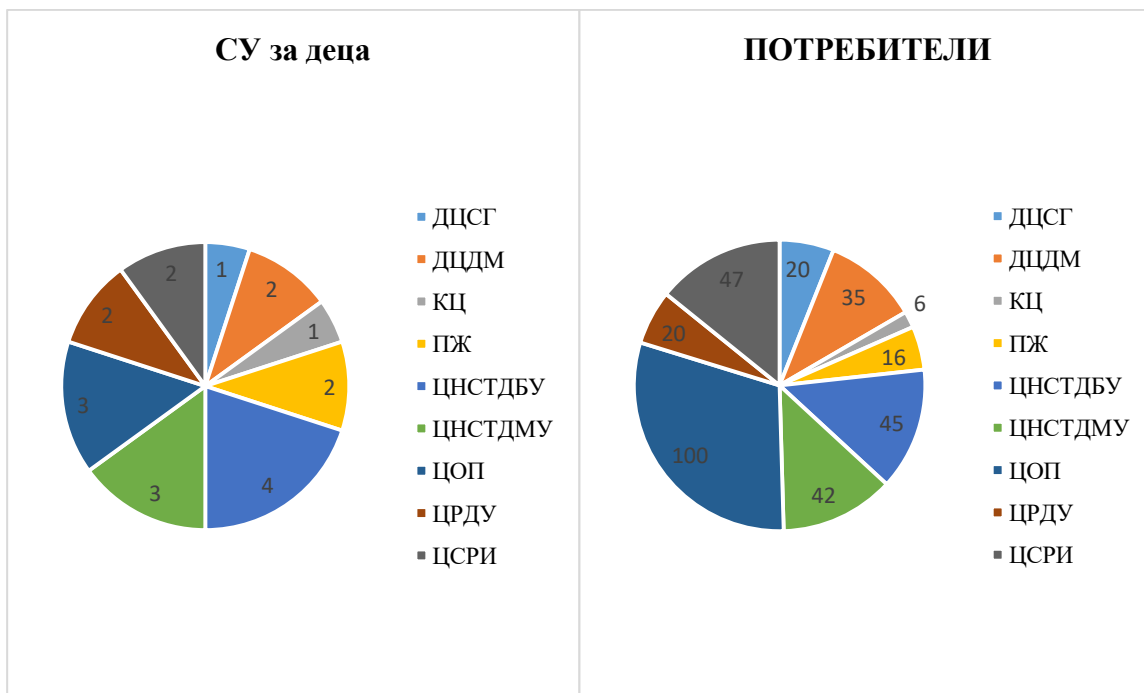 СУ за деца
1
2
1
2
4
3
3
2
2
ДЦСГ
ДЦДМ
КЦ
ПЖ
ЦНСТДБУ
ЦНСТДМУ
ЦОП
ЦРДУ
ЦСРИ
ПОТРЕБИТЕЛИ
20
35
6
16
45
42
100
20
47
ДЦСГ
ДЦДМ
КЦ
ПЖ
ЦНСТДБУ
ЦНСТДМУ
ЦОП
ЦРДУ
ЦСРИ